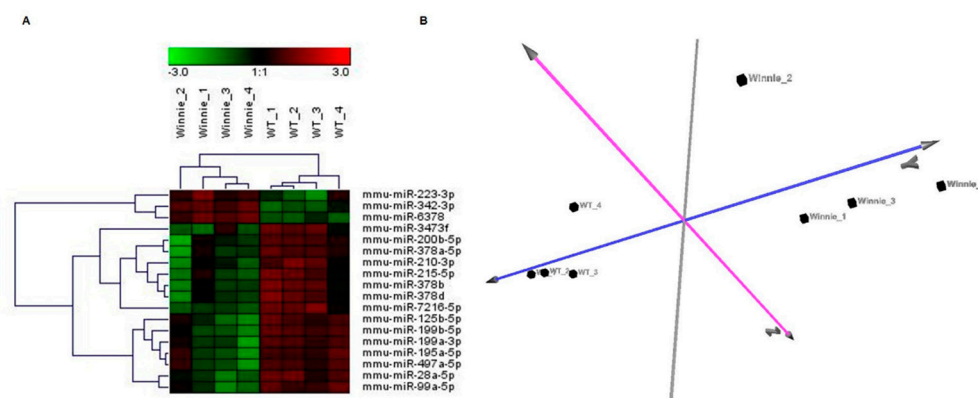 A
B
-3.0 1:1 3.0
Winnie_2 Winnie_1 Winnie_3 Winnie_4 WT_1 WT_2 WT_3 WT_4
mmu-miR-223-3p
mmu-miR-342-3p
mmu-miR-6378
mmu-miR-3473f
mmu-miR-200b-5p
mmu-miR-378a-5p
mmu-miR-210-3p
mmu-miR-215-5p
mmu-miR-378b
mmu-miR-378d
mmu-miR-7216-5p
mmu-miR-125b-5p
mmu-miR-199b-5p
mmu-miR-199a-3p
mmu-miR-195a-5p
mmu-miR-497a-5p
mmu-miR-28a-5p
mmu-miR-99a-5p
Winnie_2
Y
Winnie_
Winnie_3
Winnie_1
WT_4
WT_3